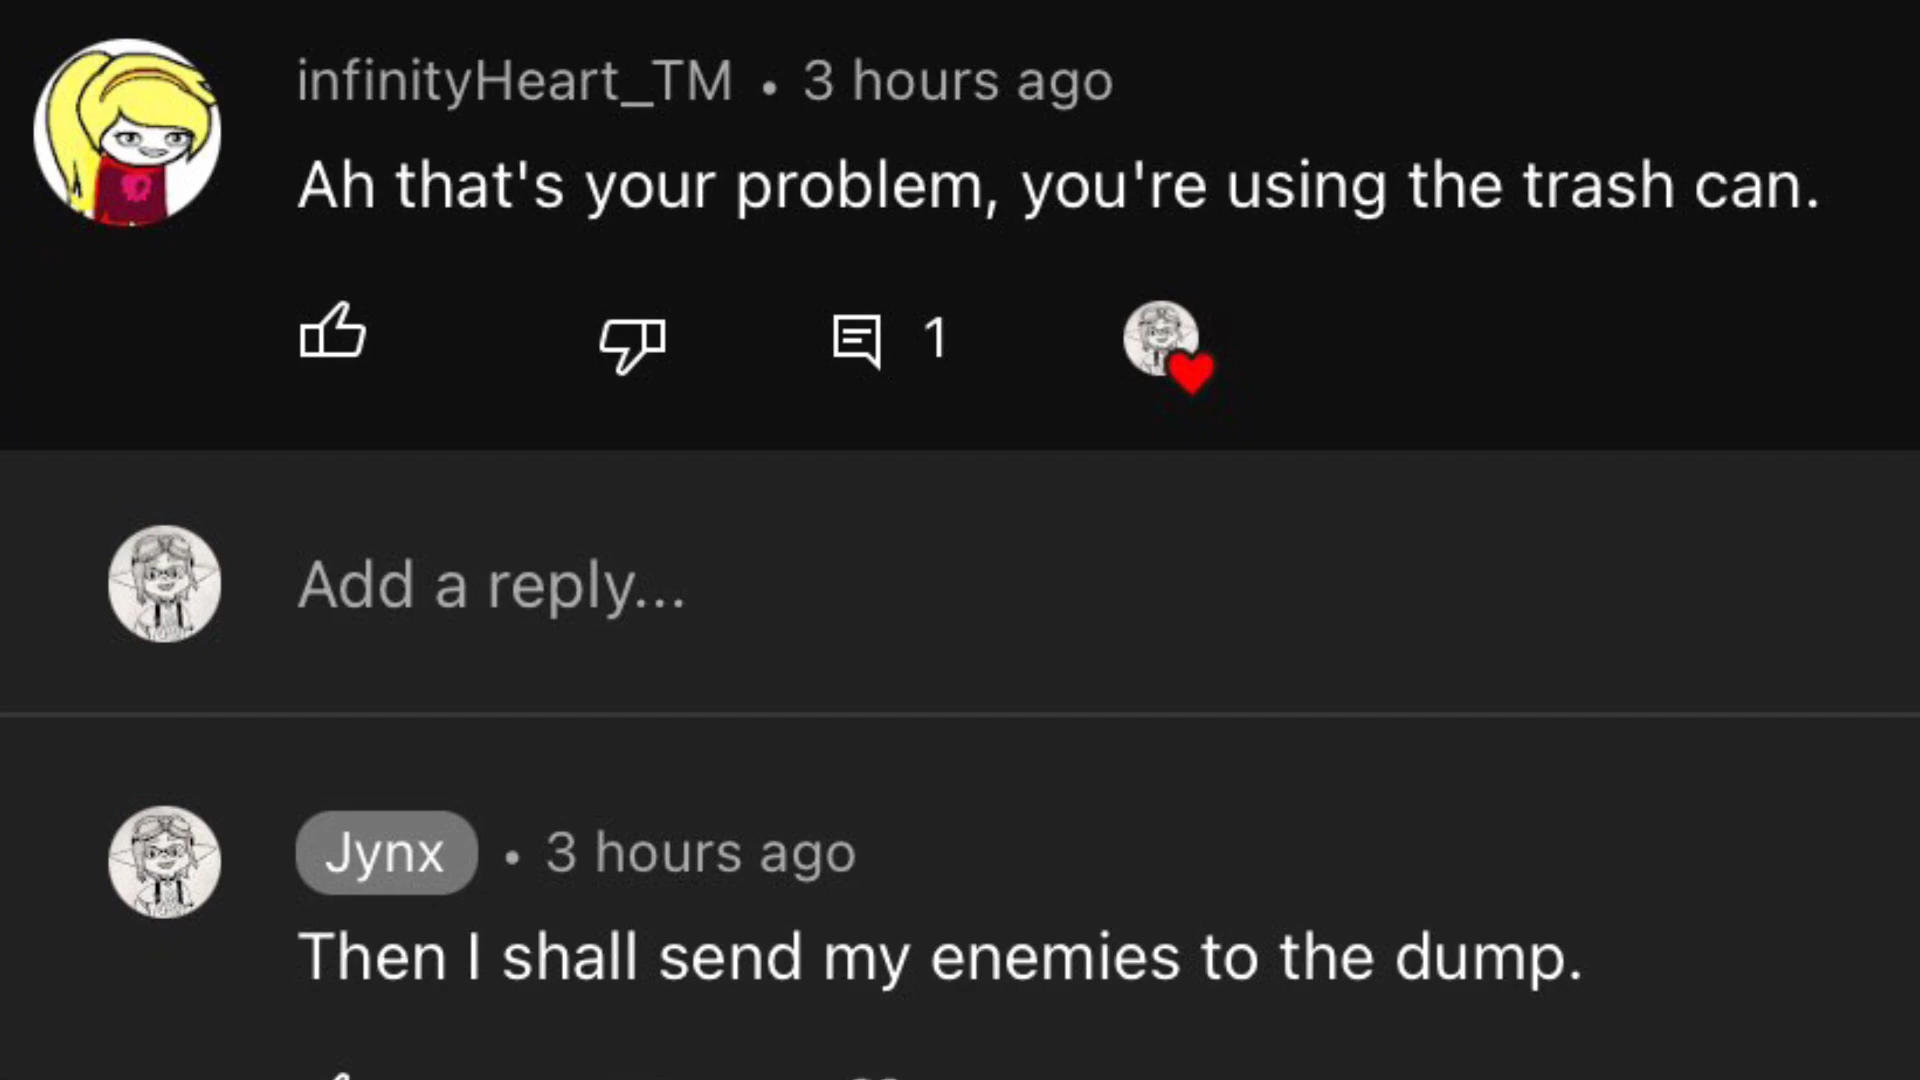 infinityHeart_TM • 3 hours ago
Ah that's your problem, you're using the trash can.
1
Add a reply...
Jynx • 3 hours ago
Then I shall send my enemies to the dump.